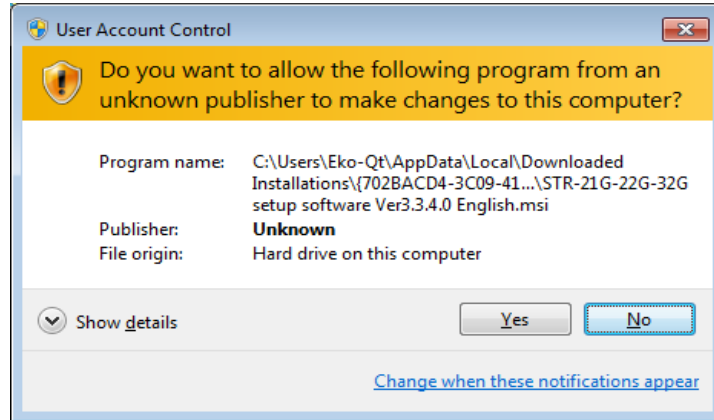 User Account Control
Do you want to allow the following program from an
unknown publisher to make changes to this computer?
Program name: C:\Users\Eko-Qt\AppData\Local\Downloaded
Installations\{702BACD4-3C09-41...\STR-21G-22G-32G
setup software Ver3.3.4.0 English.msi
Publisher: Unknown
File origin: Hard drive on this computer
Show details Yes No
Change when these notifications appear